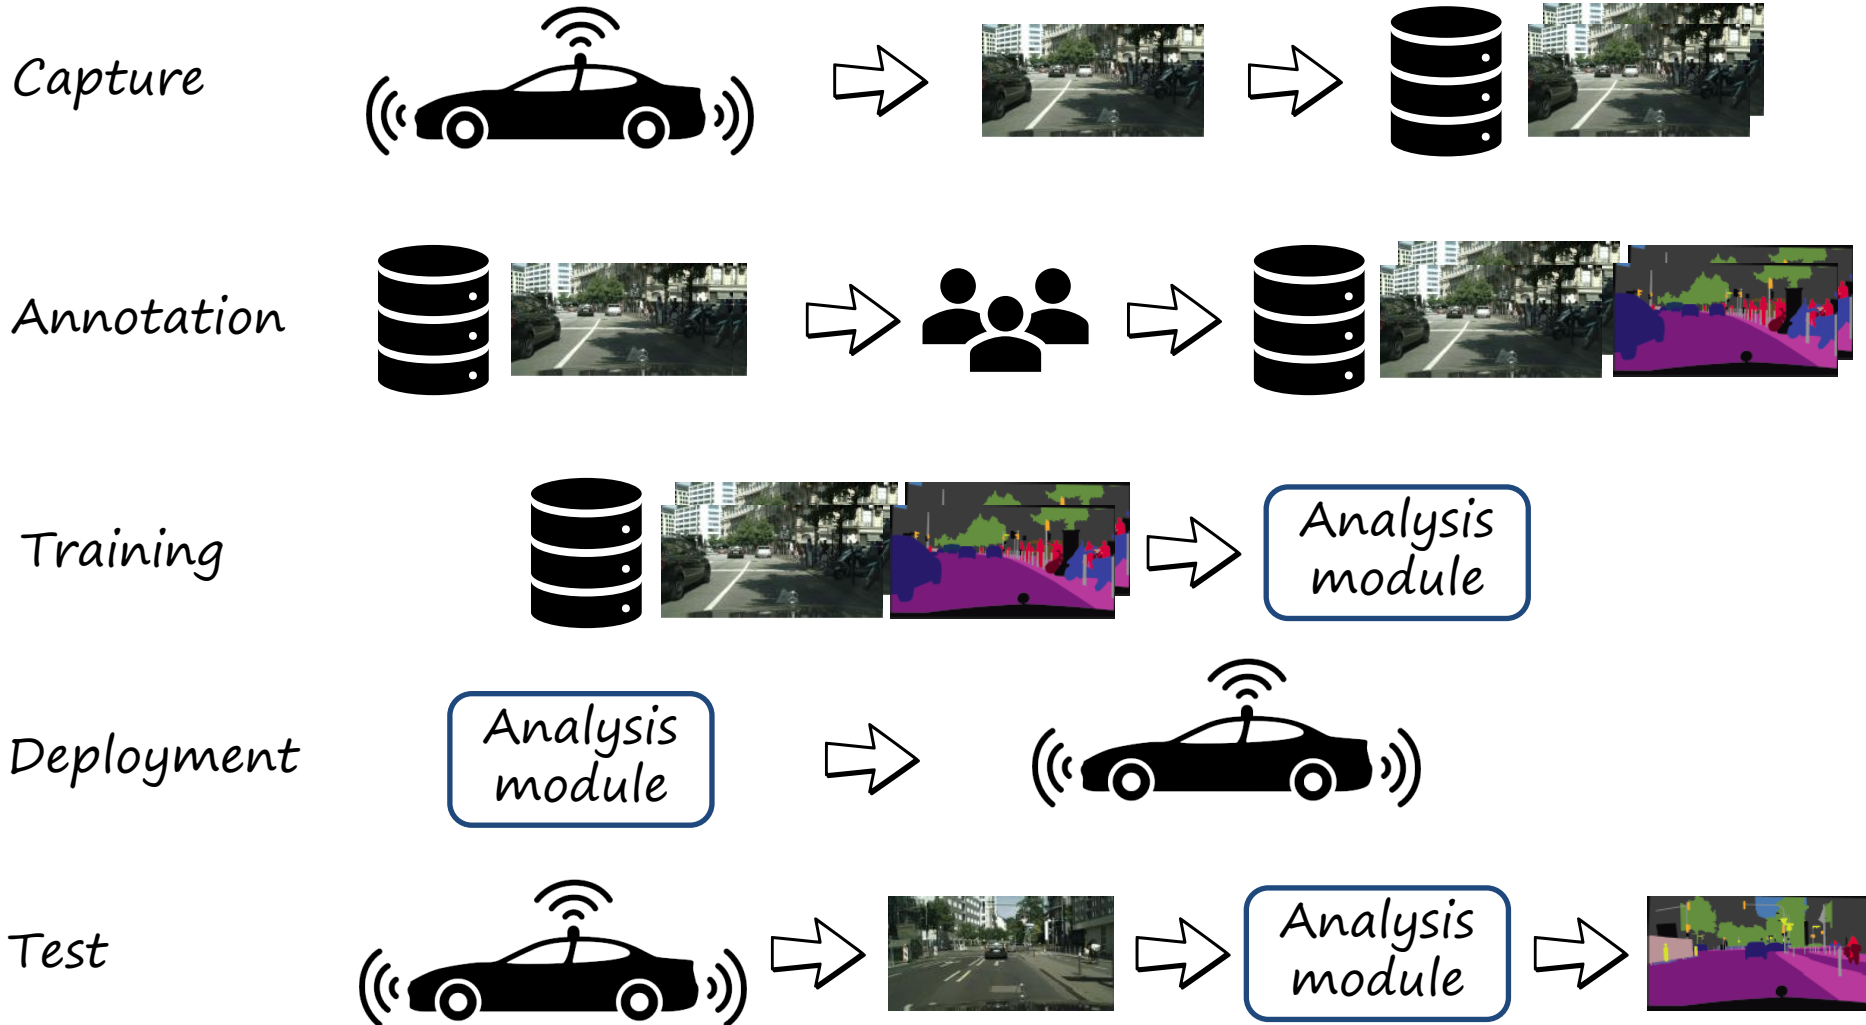 Capture
Annotation
Training
Analysis
module
Deployment
Analysis
module
Test
Analysis
module